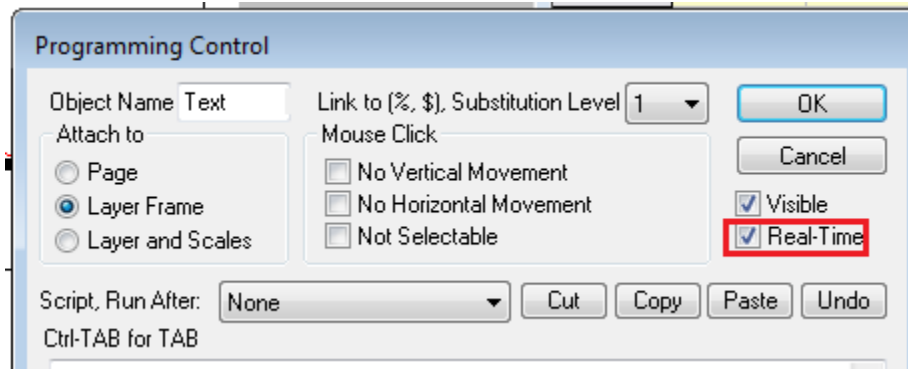 Programming Control
Object Name Text Link to (%, $), Substitution Level 1 OK
Attach to Mouse Click Cancel
Page No Vertical Movement
Layer Frame No Horizontal Movement Visible
Layer and Scales Not Selectable Real-Time
Script, Run After: None Cut Copy Paste Undo
Ctrl-TAB for TAB